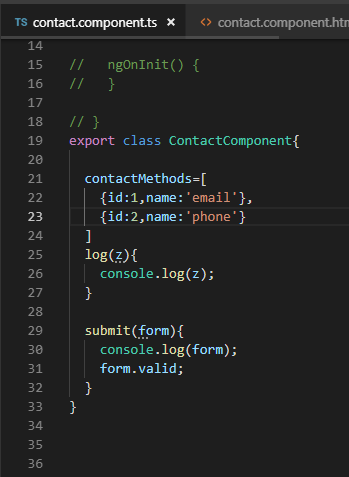 TS contact.component.ts × <> contact.component.htm
14
15 //   ngOnInit() {
16 //   }
17
18 // }
19 export class ContactComponent{
20
21   contactMethods=[
22     {id:1,name:'email'},
23     {id:2,name:'phone'}
24   ]
25   log(z){
26     console.log(z);
27   }
28
29   submit(form){
30     console.log(form);
31     form.valid;
32   }
33 }
34
35
36